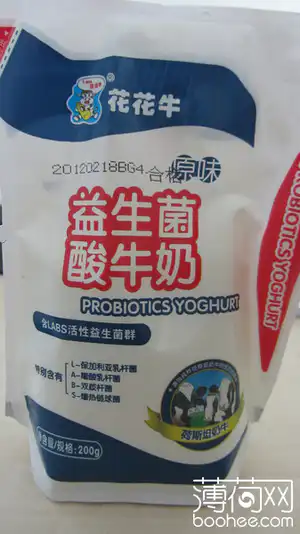 花花牛
20120218BG4 合格
原味
益生菌
酸牛奶
PROBIOTICS YOGHURT
含LABS活性益生菌群
特别含有
L-保加利亚乳杆菌
A-嗜酸乳杆菌
B-双歧杆菌
S-嗜热链球菌
荷斯坦奶牛
净含量/规格:200g
PROBIOTICS
YOGHURT
薄荷网
boohee.com